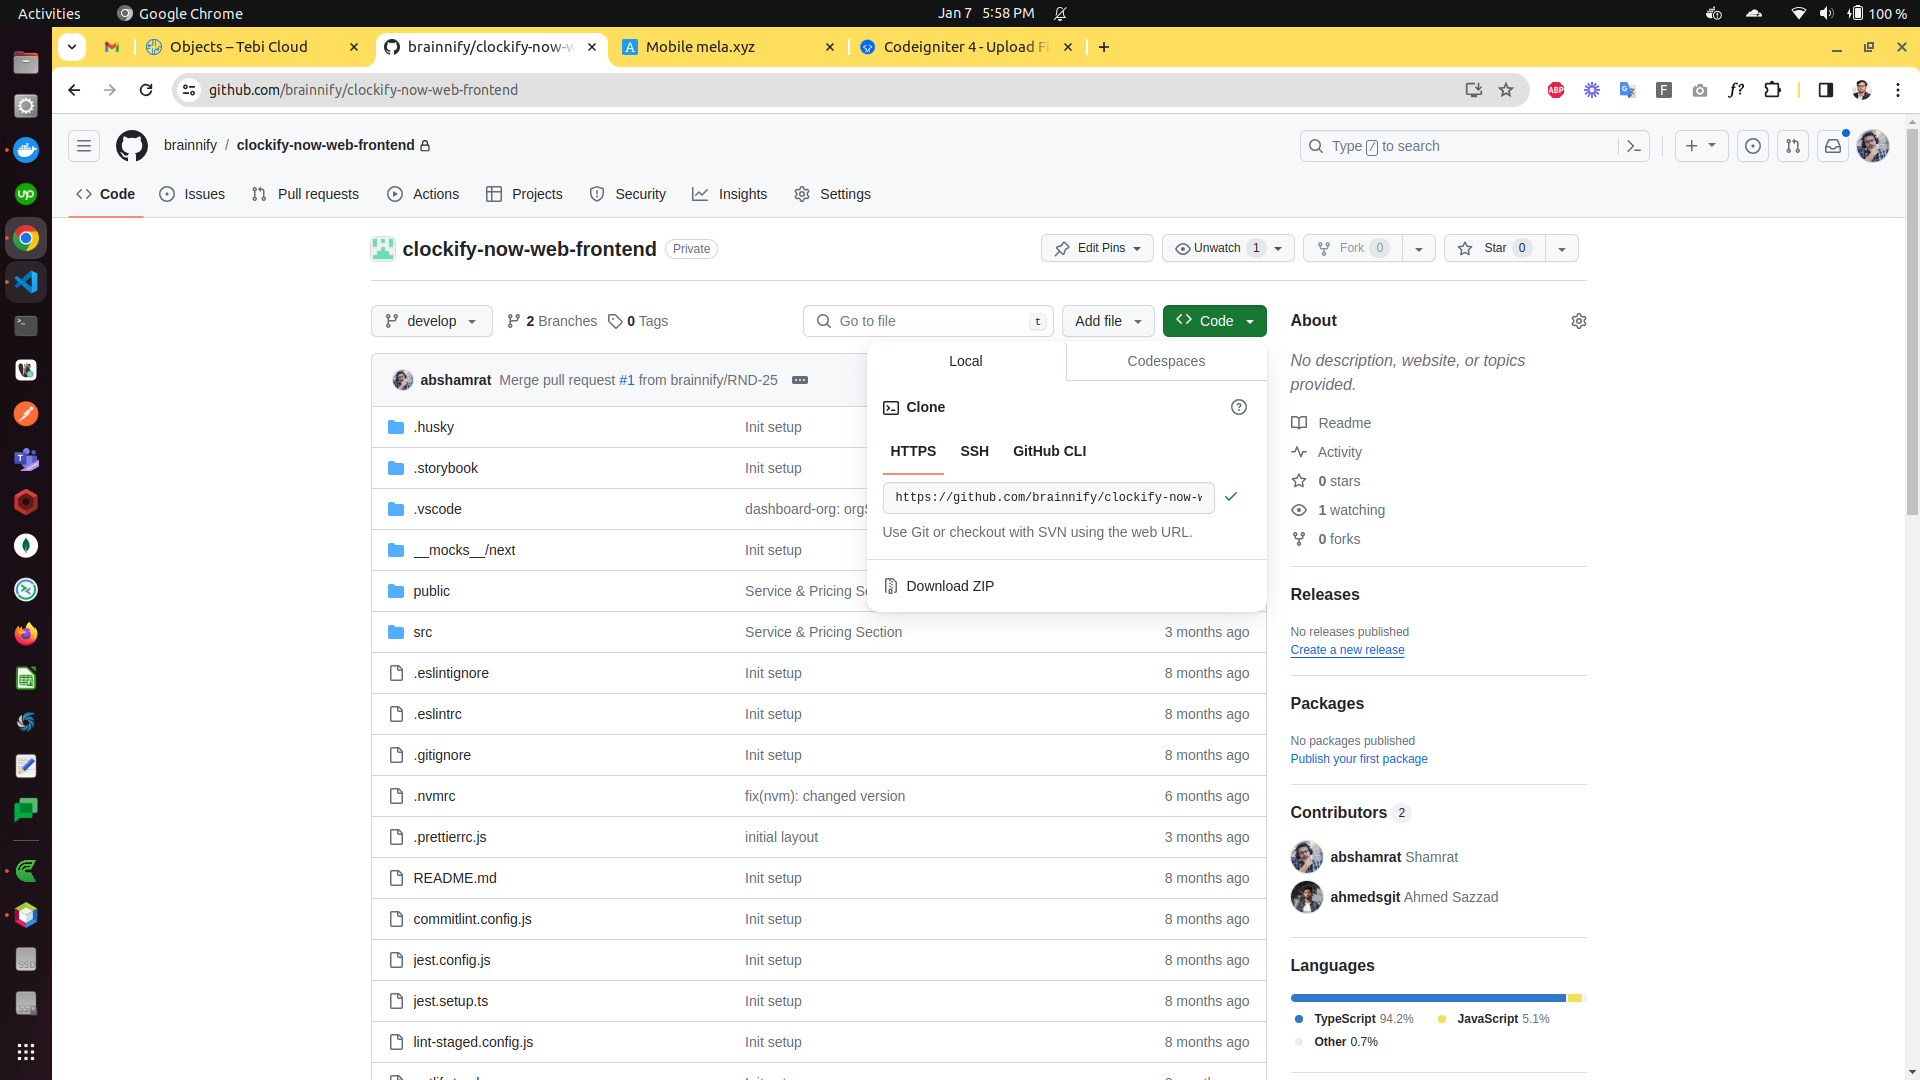 Activities
Google Chrome
Jan 7 5:58 PM
100 %
Objects – Tebi Cloud
brainnify/clockify-now-w
Mobile mela.xyz
Codeigniter 4 - Upload Fi
github.com/brainnify/clockify-now-web-frontend
brainnify / clockify-now-web-frontend
Type / to search
Code
Issues
Pull requests
Actions
Projects
Security
Insights
Settings
clockify-now-web-frontend
Private
Edit Pins
Unwatch 1
Fork 0
Star 0
develop
2 Branches
0 Tags
Go to file
t
Add file
Code
Local
Codespaces
Clone
HTTPS
SSH
GitHub CLI
https://github.com/brainnify/clockify-now-w
Use Git or checkout with SVN using the web URL.
Download ZIP
abshamrat Merge pull request #1 from brainnify/RND-25
.husky Init setup
.storybook Init setup
.vscode dashboard-org: orgS
__mocks__/next Init setup
public Service & Pricing Se
src Service & Pricing Section 3 months ago
.eslintignore Init setup 8 months ago
.eslintrc Init setup 8 months ago
.gitignore Init setup 8 months ago
.nvmrc fix(nvm): changed version 6 months ago
.prettierrc.js initial layout 3 months ago
README.md Init setup 8 months ago
commitlint.config.js Init setup 8 months ago
jest.config.js Init setup 8 months ago
jest.setup.ts Init setup 8 months ago
lint-staged.config.js Init setup 8 months ago
About
No description, website, or topics
provided.
Readme
Activity
0 stars
1 watching
0 forks
Releases
No releases published
Create a new release
Packages
No packages published
Publish your first package
Contributors 2
abshamrat Shamrat
ahmedsgit Ahmed Sazzad
Languages
TypeScript 94.2%
JavaScript 5.1%
Other 0.7%